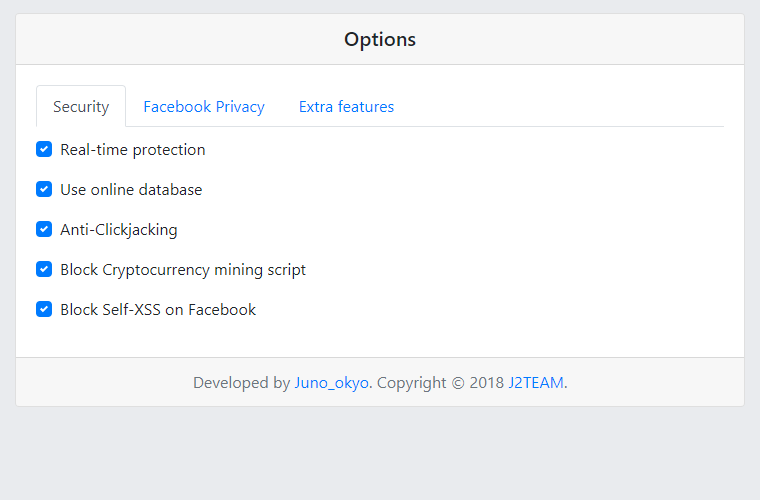 Options
Security Facebook Privacy Extra features
Real-time protection
Use online database
Anti-Clickjacking
Block Cryptocurrency mining script
Block Self-XSS on Facebook
Developed by Juno_okyo. Copyright © 2018 J2TEAM.